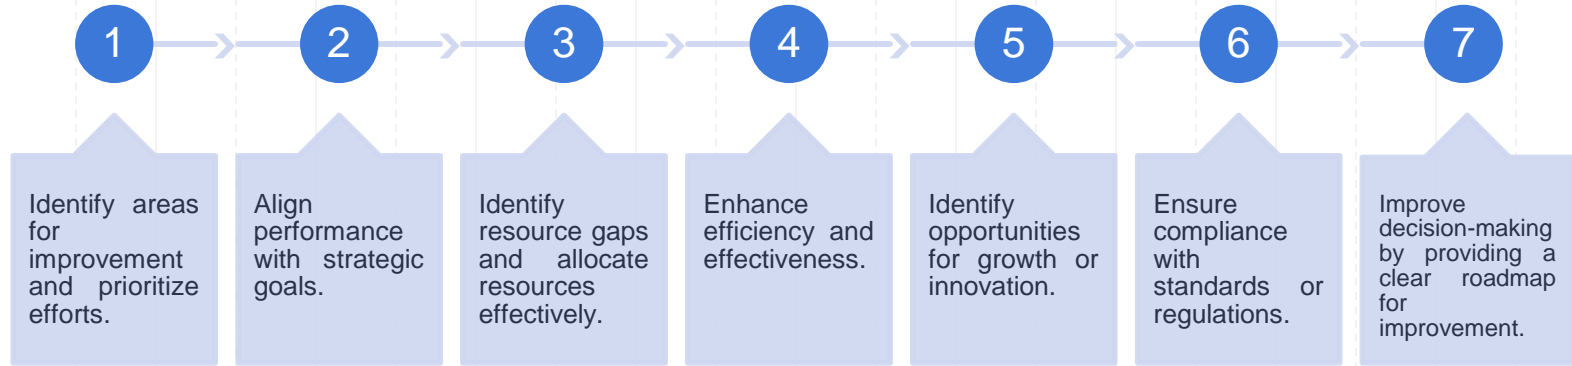 1
2
3
4
5
6
7
Identify areas
for
improvement
and prioritize
efforts.
Align
performance
with strategic
goals.
Identify
resource gaps
and allocate
resources
effectively.
Enhance
efficiency and
effectiveness.
Identify
opportunities
for growth or
innovation.
Ensure
compliance
with
standards or
regulations.
Improve
decision-making
by providing a
clear roadmap
for
improvement.